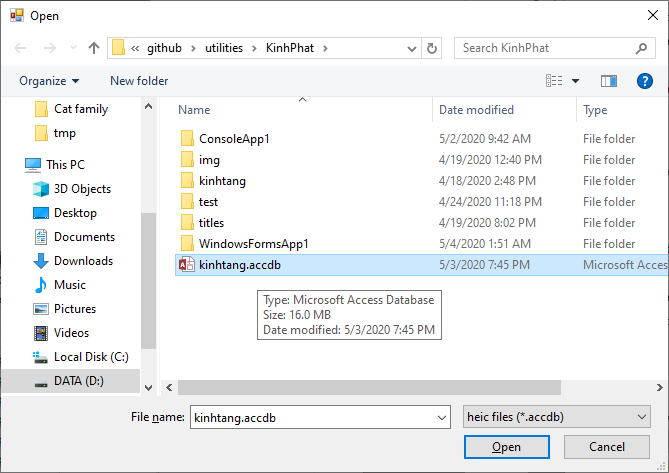 Open
« github › utilities › KinhPhat ›
Search KinhPhat
Organize
New folder
?
Cat family
tmp
This PC
3D Objects
Desktop
Documents
Downloads
Music
Pictures
Videos
Local Disk (C:)
DATA (D:)
Name Date modified Type
ConsoleApp1 5/2/2020 9:42 AM File folder
img 4/19/2020 12:40 PM File folder
kinhtang 4/18/2020 2:48 PM File folder
test 4/24/2020 11:18 PM File folder
titles 4/19/2020 8:02 PM File folder
WindowsFormsApp1 5/4/2020 1:51 AM File folder
kinhtang.accdb 5/3/2020 7:45 PM Microsoft Acces
Type: Microsoft Access Database
Size: 16.0 MB
Date modified: 5/3/2020 7:45 PM
File name: kinhtang.accdb
heic files (*.accdb)
Open
Cancel